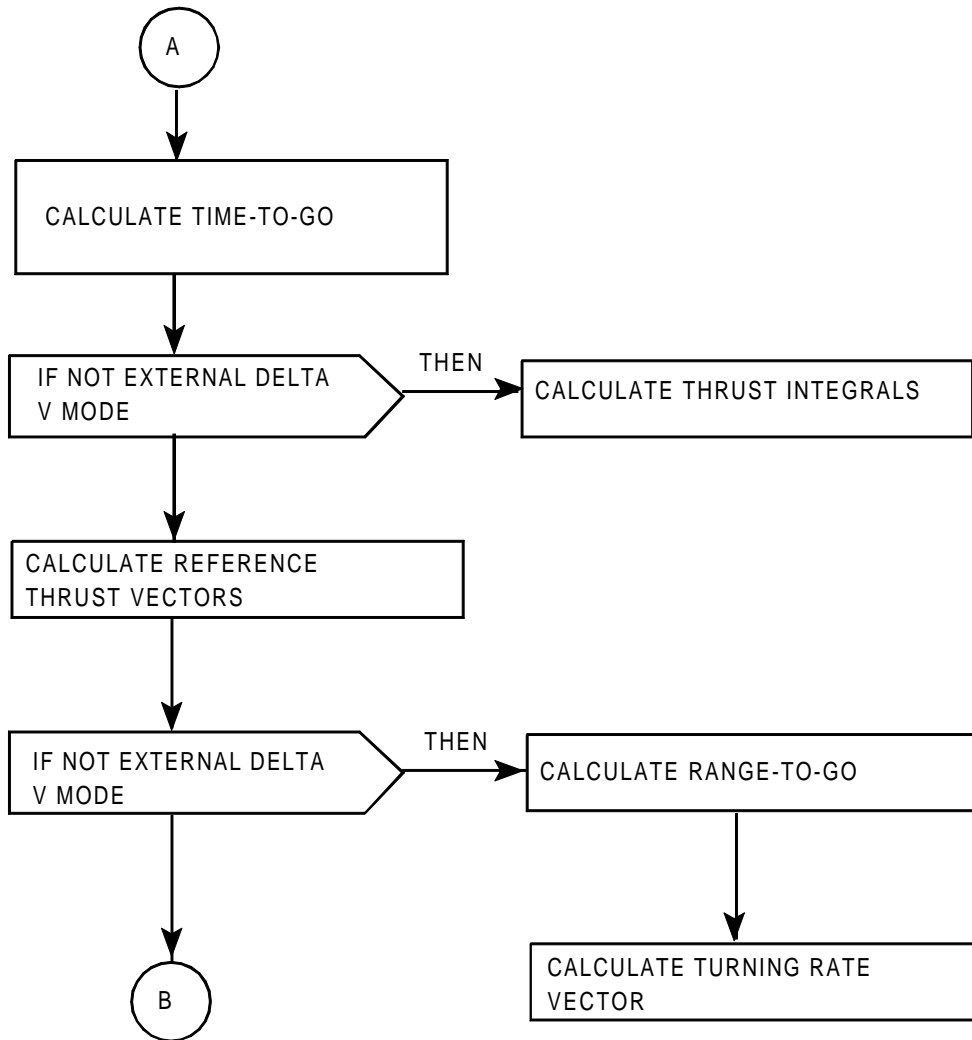 A
CALCULATE TIME-TO-GO
IF NOT EXTERNAL DELTA
V MODE
THEN
CALCULATE THRUST INTEGRALS
CALCULATE REFERENCE
THRUST VECTORS
IF NOT EXTERNAL DELTA
V MODE
THEN
CALCULATE RANGE-TO-GO
CALCULATE TURNING RATE
VECTOR
B